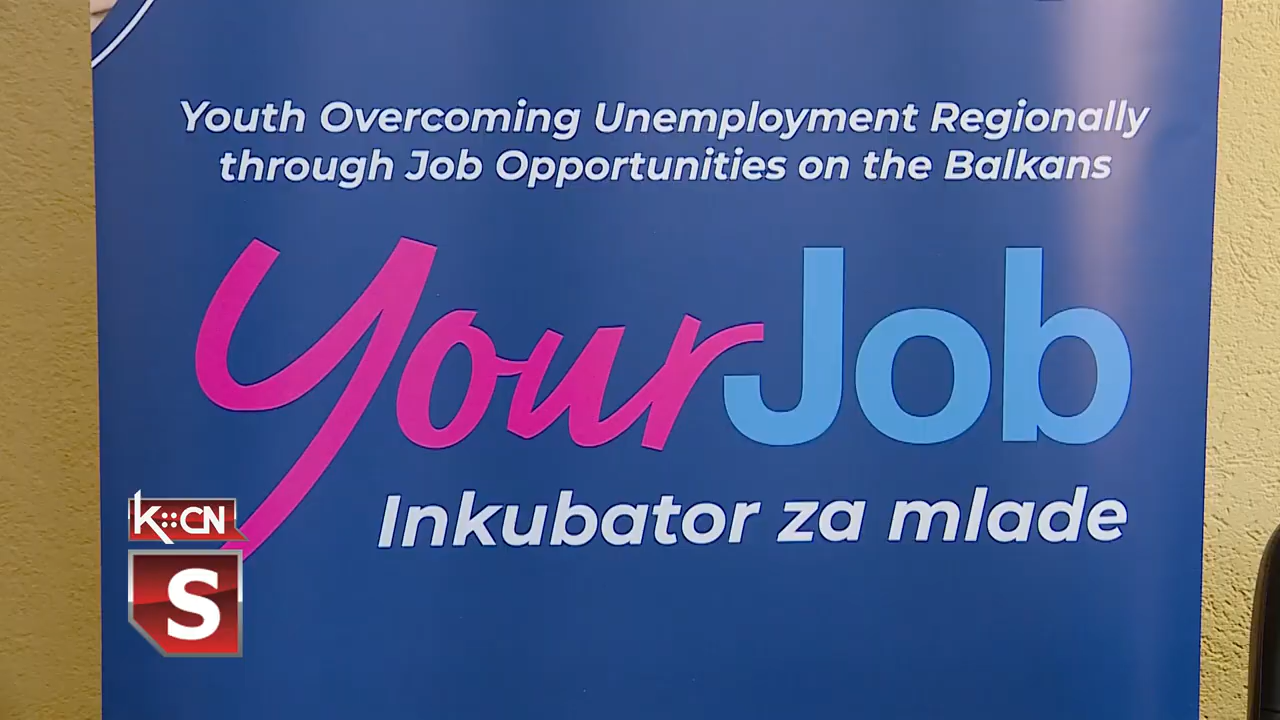 Youth Overcoming Unemployment Regionally
through Job Opportunities on the Balkans
YourJob
Inkubator za mlade
K::CN
S